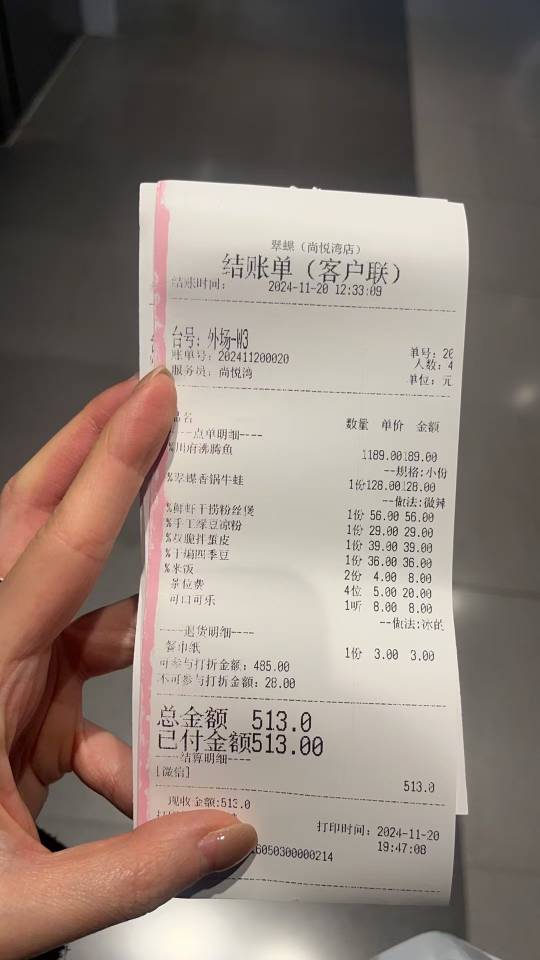 翠蝶（尚悦湾店）
结账单（客户联）
结账时间： 2024-11-20 12:33:09
台号：外场-W3
单号：26
账单号：202411200020
人数：4
服务员：尚悦湾
单位：元
品名 数量 单价 金额
----点单明细----
%川府沸腾鱼 1189.00189.00
--规格:小份
%翠蝶香锅牛蛙 1份128.00128.00
--做法:微辣
%鲜虾干捞粉丝煲 1份 56.00 56.00
%手工绿豆凉粉 1份 29.00 29.00
%双脆拌蜇皮 1份 39.00 39.00
%干煸四季豆 1份 36.00 36.00
%米饭 2份 4.00 8.00
茶位费 4位 5.00 20.00
可口可乐 1听 8.00 8.00
--做法:冰的
----退货明细----
餐巾纸 1份 3.00 3.00
可参与打折金额：485.00
不可参与打折金额：28.00
总金额 513.0
已付金额513.00
----结算明细----
[微信] 513.0
现收金额:513.0
打印时间：2024-11-20
19:47:08
6050300000214